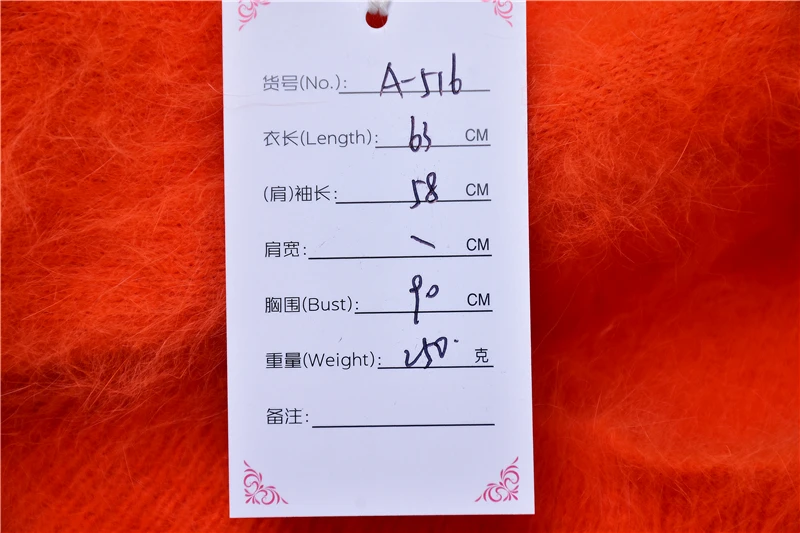 货号(No.): A-516
衣长(Length): 63 CM
(肩)袖长: 58 CM
肩宽: \ CM
胸围(Bust): 90 CM
重量(Weight): 250 克
备注: